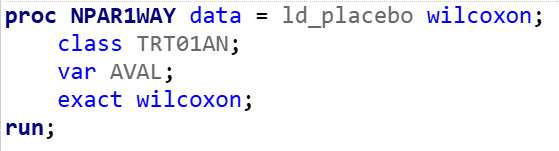 proc NPAR1WAY data = ld_placebo wilcoxon;
    class TRT01AN;
    var AVAL;
    exact wilcoxon;
run;